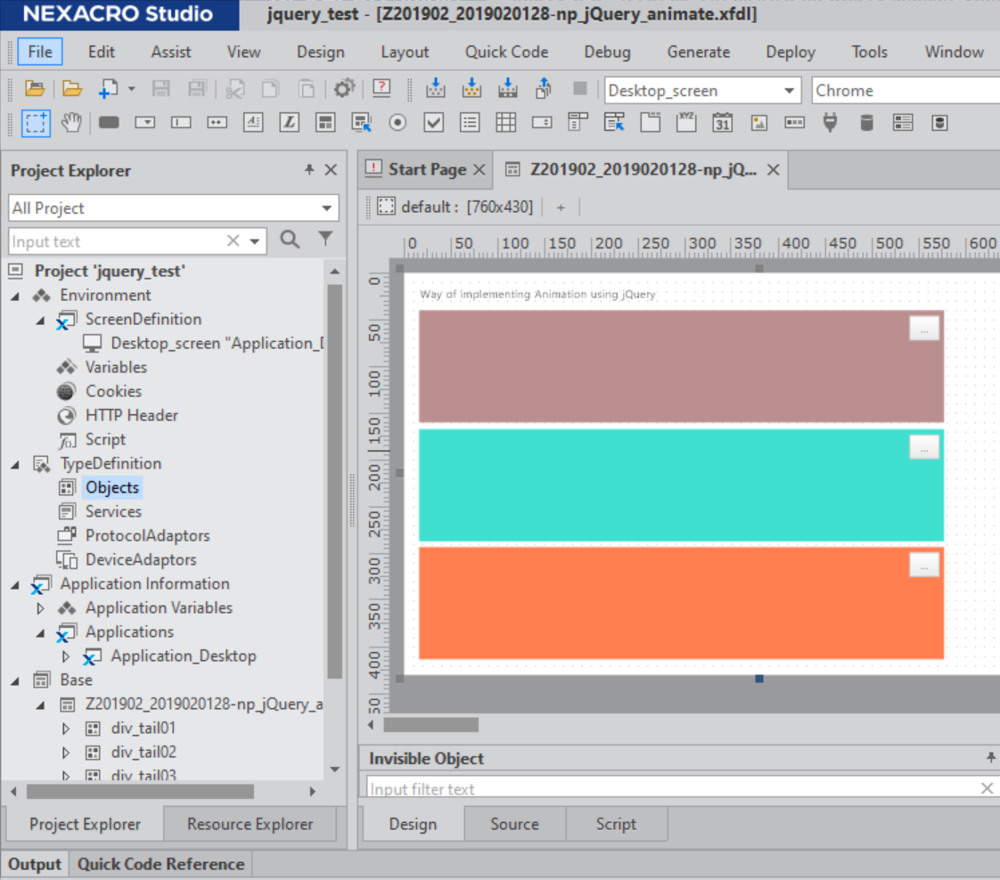 NEXACRO Studio jquery_test - [Z201902_2019020128-np_jQuery_animate.xfdl]
File Edit Assist View Design Layout Quick Code Debug Generate Deploy Tools Window
Desktop_screen Chrome
Project Explorer
All Project
Input text
Project 'jquery_test'
Environment
ScreenDefinition
Desktop_screen "Application_D
Variables
Cookies
HTTP Header
Script
TypeDefinition
Objects
Services
ProtocolAdaptors
DeviceAdaptors
Application Information
Application Variables
Applications
Application_Desktop
Base
Z201902_2019020128-np_jQuery_a
div_tail01
div_tail02
div_tail03
Project Explorer Resource Explorer
Start Page Z201902_2019020128-np_jQ...
default : [760x430] +
0 50 100 150 200 250 300 350 400 450 500 550 600
0
50
100
150
200
250
300
350
400
50
Way of implementing Animation using jQuery
...
...
...
Invisible Object
Input filter text
Design Source Script
Output Quick Code Reference